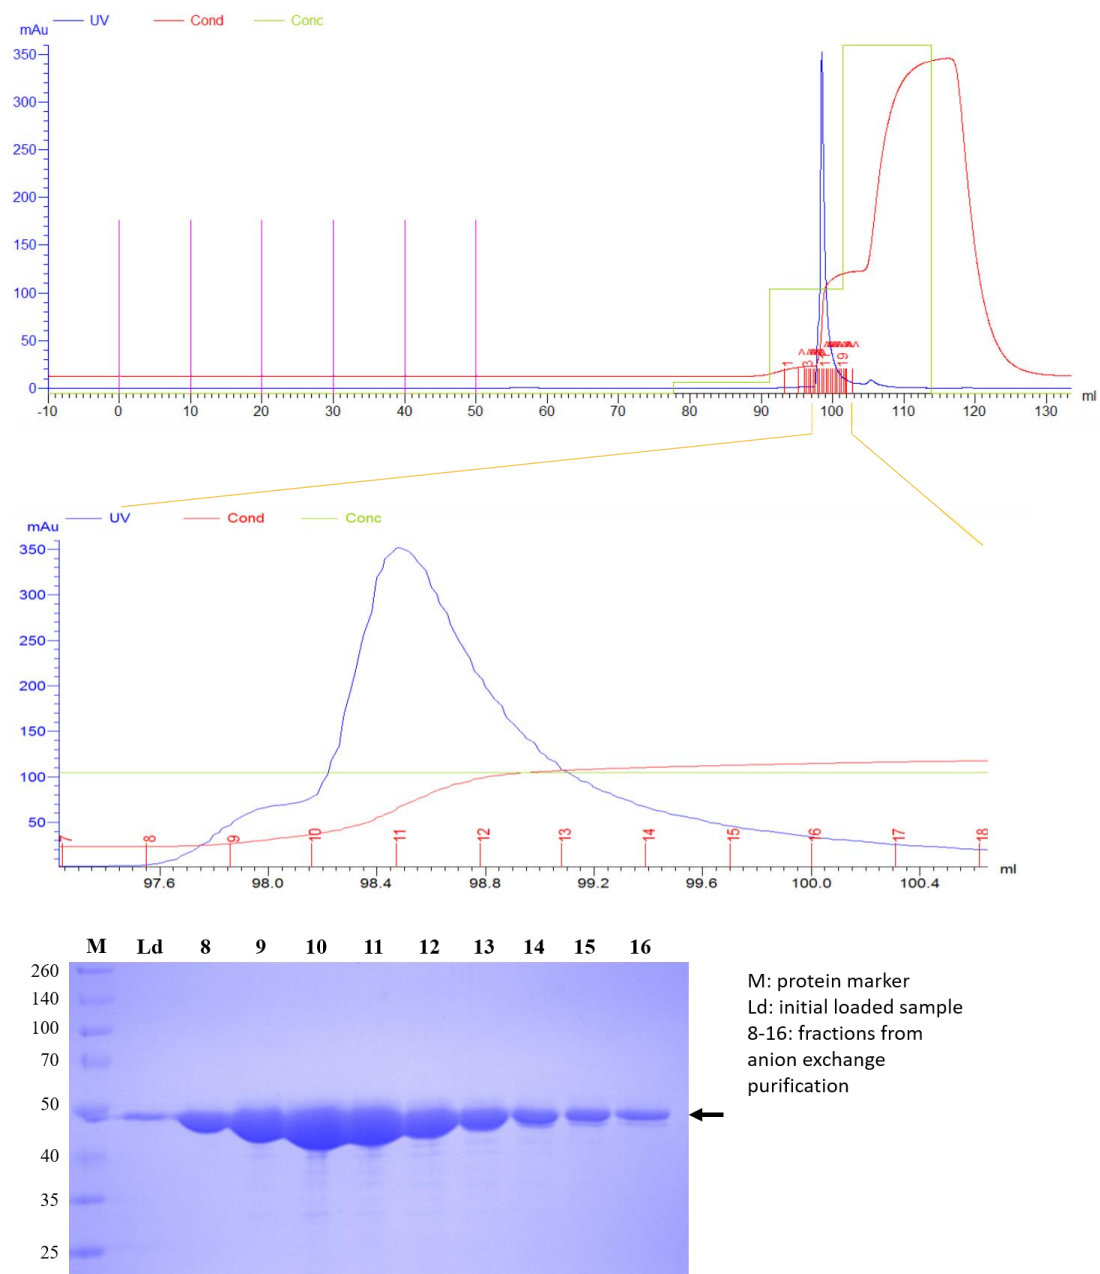 mAu UV Cond Conc
350
300
250
200
150
100
50
0
1 3 1 19
-10 0 10 20 30 40 50 60 70 80 90 100 110 120 130 ml
mAu UV Cond Conc
350
300
250
200
150
100
50
7 8 9 10 11 12 13 14 15 16 17 18
97.6 98.0 98.4 98.8 99.2 99.6 100.0 100.4 ml
M Ld 8 9 10 11 12 13 14 15 16
260
140
100
70
50
40
35
25
M: protein marker
Ld: initial loaded sample
8-16: fractions from
anion exchange
purification